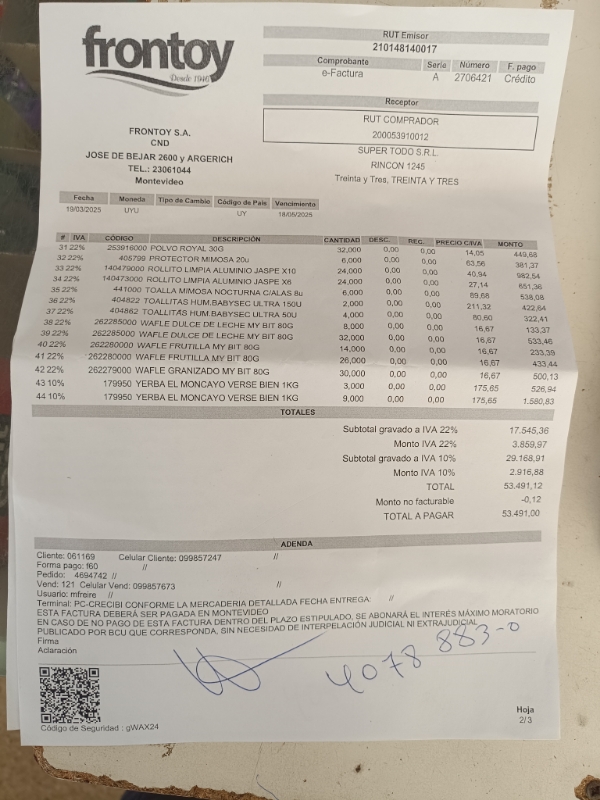 frontoy
Desde 1946
RUT Emisor
210148140017
Comprobante Serie Número F. pago
e-Factura A 2706421 Crédito
Receptor
RUT COMPRADOR
200053910012
FRONTOY S.A.
CND
JOSE DE BEJAR 2600 y ARGERICH
TEL.: 23061044
Montevideo
SUPER TODO S.R.L.
RINCON 1245
Treinta y Tres, TREINTA Y TRES
Fecha Moneda Tipo de Cambio Código de País Vencimiento
19/03/2025 UYU UY 18/05/2025
# IVA CÓDIGO DESCRIPCIÓN CANTIDAD DESC. REC. PRECIO C/IVA MONTO
31 22% 253916000 POLVO ROYAL 30G 32,000 0,00 0,00 14,05 449,68
32 22% 405799 PROTECTOR MIMOSA 20u 6,000 0,00 0,00 63,56 381,37
33 22% 140479000 ROLLITO LIMPIA ALUMINIO JASPE X10 24,000 0,00 0,00 40,94 982,54
34 22% 140473000 ROLLITO LIMPIA ALUMINIO JASPE X6 24,000 0,00 0,00 27,14 651,36
35 22% 441000 TOALLA MIMOSA NOCTURNA C/ALAS 8u 6,000 0,00 0,00 89,68 538,08
36 22% 404822 TOALLITAS HUM.BABYSEC ULTRA 150U 2,000 0,00 0,00 211,32 422,64
37 22% 404862 TOALLITAS HUM.BABYSEC ULTRA 50U 4,000 0,00 0,00 80,60 322,41
38 22% 262285000 WAFLE DULCE DE LECHE MY BIT 80G 8,000 0,00 0,00 16,67 133,37
39 22% 262285000 WAFLE DULCE DE LECHE MY BIT 80G 32,000 0,00 0,00 16,67 533,46
40 22% 262280000 WAFLE FRUTILLA MY BIT 80G 14,000 0,00 0,00 16,67 233,39
41 22% 262280000 WAFLE FRUTILLA MY BIT 80G 26,000 0,00 0,00 16,67 433,44
42 22% 262279000 WAFLE GRANIZADO MY BIT 80G 30,000 0,00 0,00 16,67 500,13
43 10% 179950 YERBA EL MONCAYO VERSE BIEN 1KG 3,000 0,00 0,00 175,65 526,94
44 10% 179950 YERBA EL MONCAYO VERSE BIEN 1KG 9,000 0,00 0,00 175,65 1.580,83
TOTALES
Subtotal gravado a IVA 22% 17.545,36
Monto IVA 22% 3.859,97
Subtotal gravado a IVA 10% 29.168,91
Monto IVA 10% 2.916,88
TOTAL 53.491,12
Monto no facturable -0,12
TOTAL A PAGAR 53.491,00
ADENDA
Cliente: 061169 Celular Cliente: 099857247 //
Forma pago: f60 //
Pedido: 4694742 //
Vend: 121 Celular Vend: 099857673 //
Usuario: mfreire //
Terminal: PC-CRECIBI CONFORME LA MERCADERIA DETALLADA FECHA ENTREGA: //
ESTA FACTURA DEBERÁ SER PAGADA EN MONTEVIDEO
EN CASO DE NO PAGO DE ESTA FACTURA DENTRO DEL PLAZO ESTIPULADO, SE ABONARÁ EL INTERÉS MÁXIMO MORATORIO
PUBLICADO POR BCU QUE CORRESPONDA, SIN NECESIDAD DE INTERPELACIÓN JUDICIAL NI EXTRAJUDICIAL
Firma
Aclaración
4078 883-0
Código de Seguridad : gWAX24
Hoja
2/3